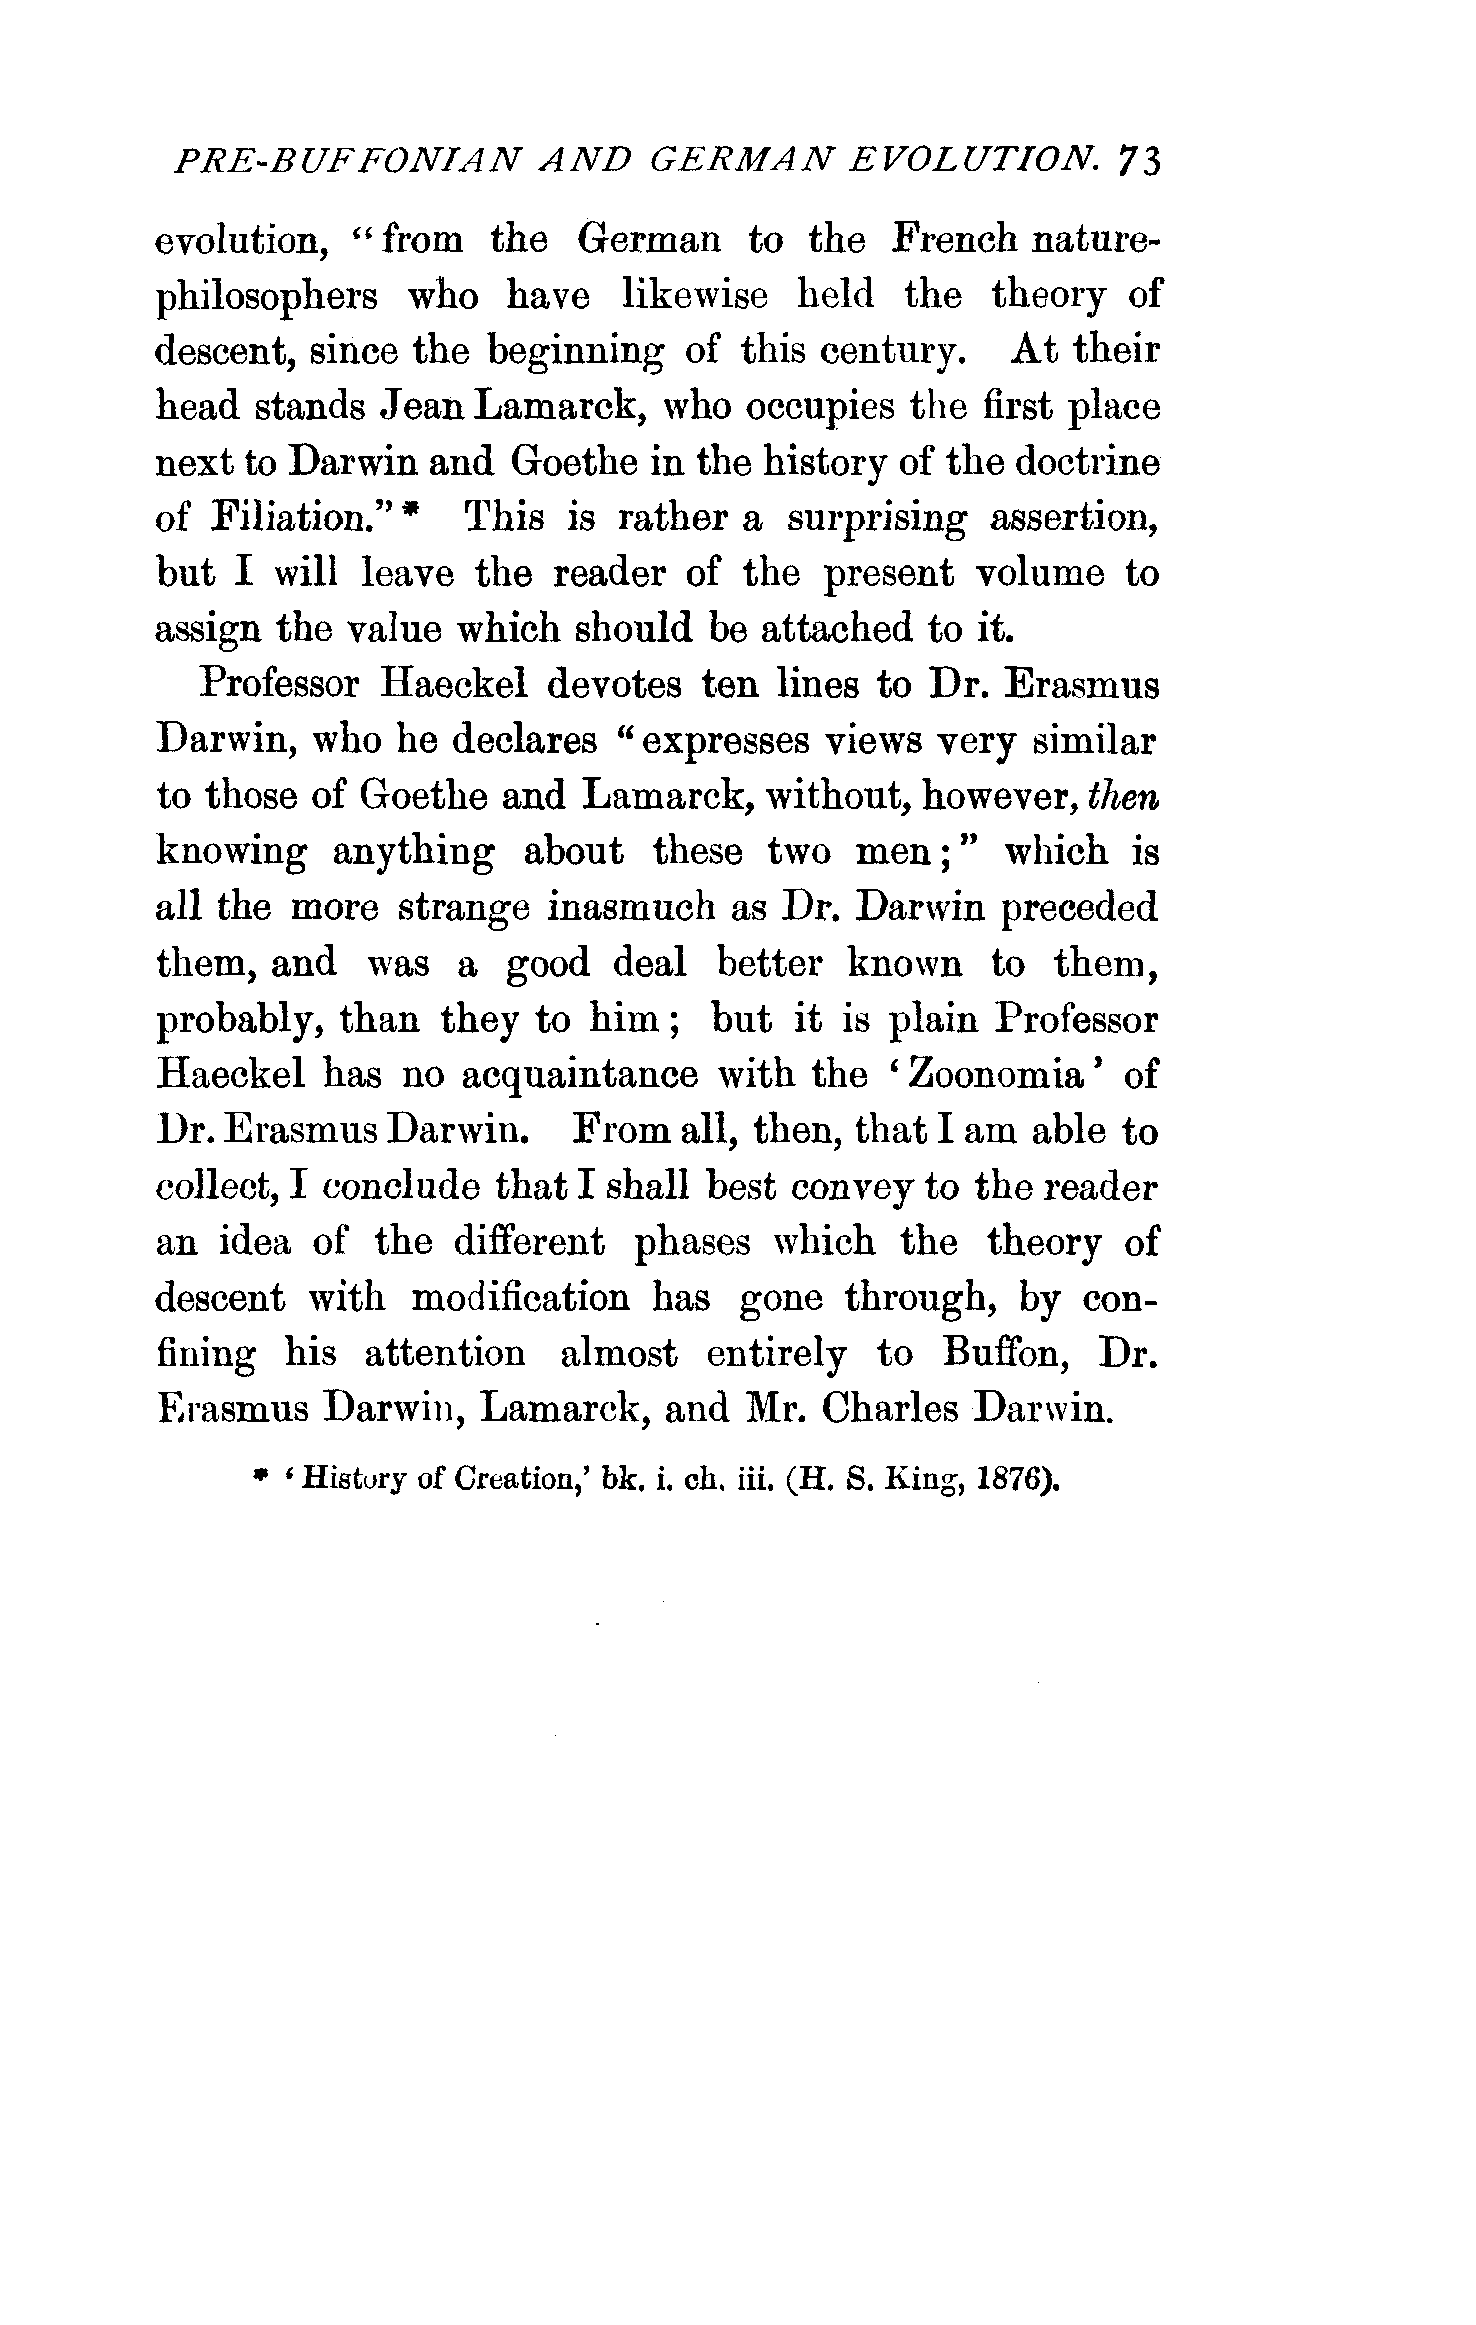 PRE-BUFFONIAN AND GERMAN EVOLUTION. 73
evolution, “from the German to the French nature-
philosophers who have likewise held the theory of
descent, since the beginning of this century. At their
head stands Jean Lamarck, who occupies the first place
next to Darwin and Goethe in the history of the doctrine
of Filiation.”* This is rather a surprising assertion,
but I will leave the reader of the present volume to
assign the value which should be attached to it.
Professor Haeckel devotes ten lines to Dr. Erasmus
Darwin, who he declares “expresses views very similar
to those of Goethe and Lamarck, without, however, then
knowing anything about these two men;” which is
all the more strange inasmuch as Dr. Darwin preceded
them, and was a good deal better known to them,
probably, than they to him; but it is plain Professor
Haeckel has no acquaintance with the ‘Zoonomia’ of
Dr. Erasmus Darwin. From all, then, that I am able to
collect, I conclude that I shall best convey to the reader
an idea of the different phases which the theory of
descent with modification has gone through, by con-
fining his attention almost entirely to Buffon, Dr.
Erasmus Darwin, Lamarck, and Mr. Charles Darwin.
* ‘History of Creation,’ bk. i. ch. iii. (H. S. King, 1876).